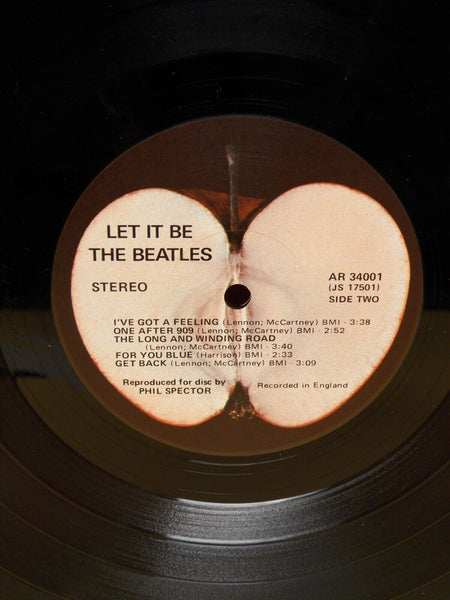 LET IT BE
THE BEATLES
STEREO
AR 34001
(JS 17501)
SIDE TWO
I'VE GOT A FEELING (Lennon; McCartney) BMI - 3:38
ONE AFTER 909 (Lennon; McCartney) BMI - 2:52
THE LONG AND WINDING ROAD
(Lennon; McCartney) BMI - 3:40
FOR YOU BLUE (Harrison) BMI - 2:33
GET BACK (Lennon; McCartney) BMI - 3:09
Reproduced for disc by
PHIL SPECTOR
Recorded in England